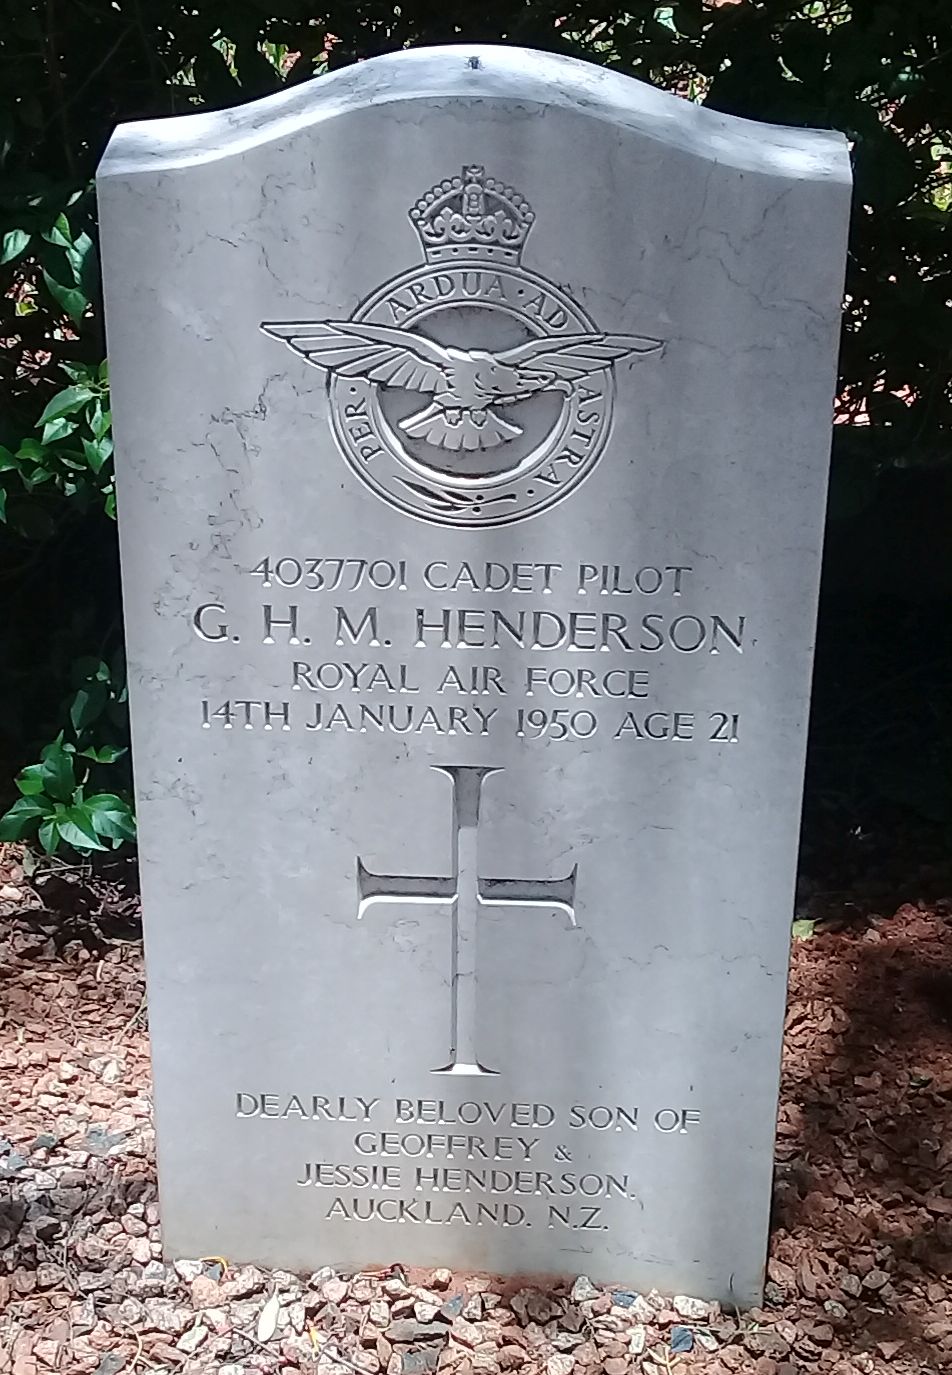 PER · ARDUA · AD · ASTRA
4037701 CADET PILOT
G. H. M. HENDERSON
ROYAL AIR FORCE
14TH JANUARY 1950 AGE 21
DEARLY BELOVED SON OF
GEOFFREY &
JESSIE HENDERSON.
AUCKLAND. N.Z.